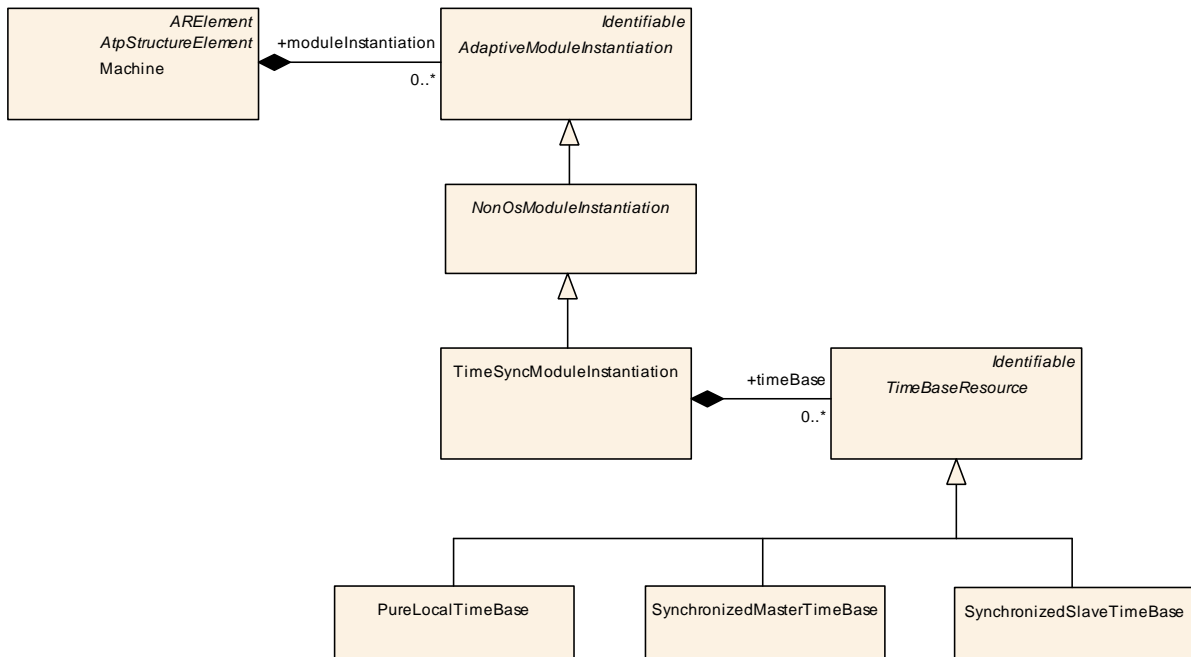 ARElement
AtpStructureElement
Machine
+moduleInstantiation
0..*
Identifiable
AdaptiveModuleInstantiation
NonOsModuleInstantiation
TimeSyncModuleInstantiation
+timeBase
0..*
Identifiable
TimeBaseResource
PureLocalTimeBase
SynchronizedMasterTimeBase
SynchronizedSlaveTimeBase